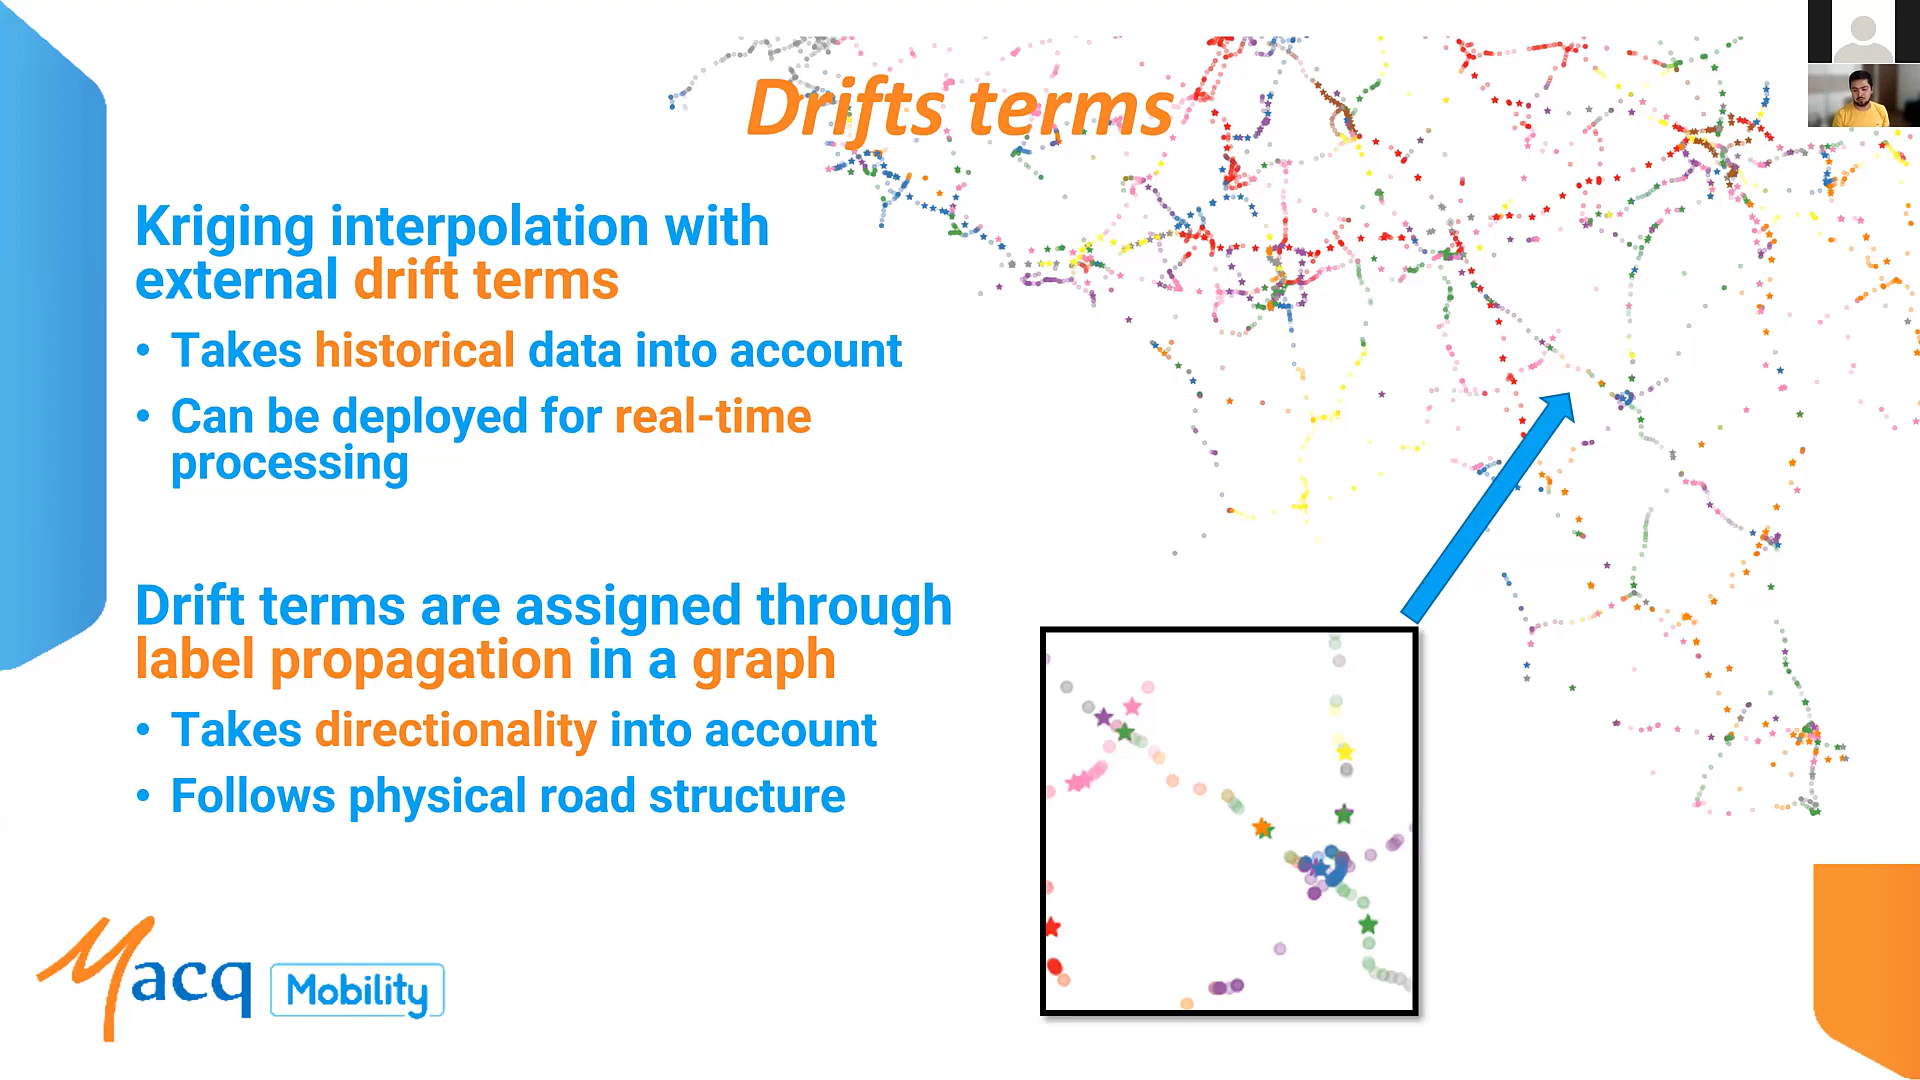 Drifts terms
Kriging interpolation with
external drift terms
• Takes historical data into account
• Can be deployed for real-time
processing
Drift terms are assigned through
label propagation in a graph
• Takes directionality into account
• Follows physical road structure
Macq Mobility